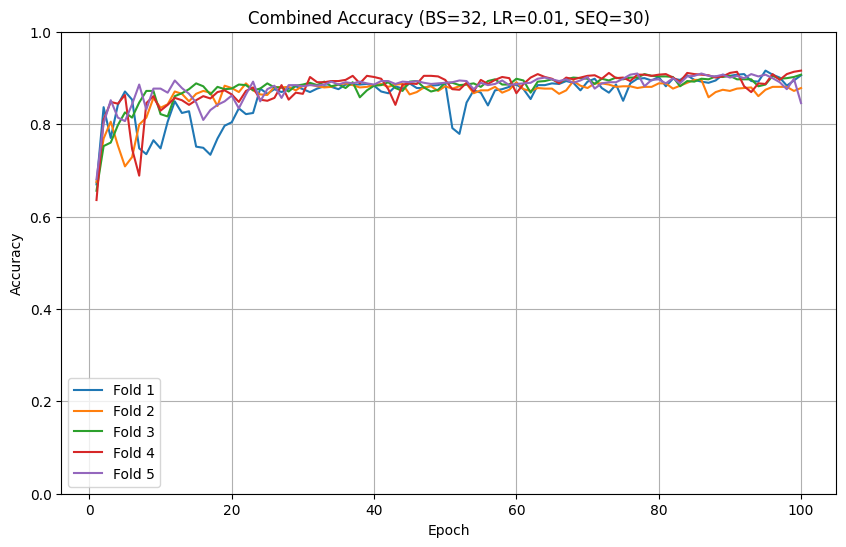 Combined Accuracy (BS=32, LR=0.01, SEQ=30)
1.0
0.8
0.6
0.4
0.2
0.0
Accuracy
Fold 1
Fold 2
Fold 3
Fold 4
Fold 5
0 20 40 60 80 100
Epoch